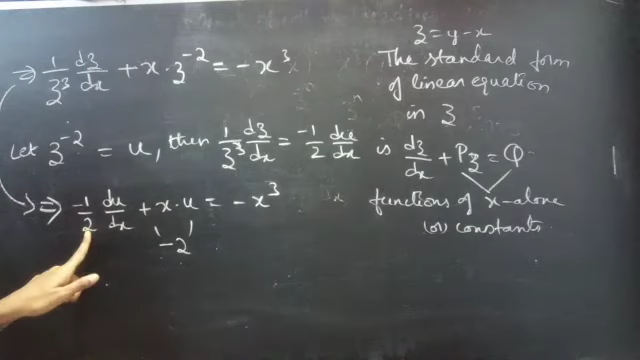 ⇒ 1/z³ dz/dx + x·z⁻² = -x³
Let z⁻² = u, then 1/z³ dz/dx = -1/2 du/dx
⇒ -1/2 du/dx + x·u = -x³
-2
z = y-x
The standard form
of linear equation
in z
is dz/dx + Pz = Q
functions of x-alone
(or) constants.